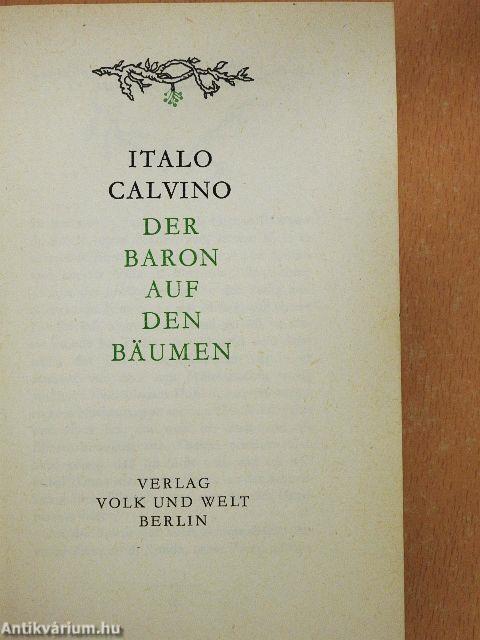 ITALO
CALVINO
DER
BARON
AUF
DEN
BÄUMEN
VERLAG
VOLK UND WELT
BERLIN
Antikvárium.hu